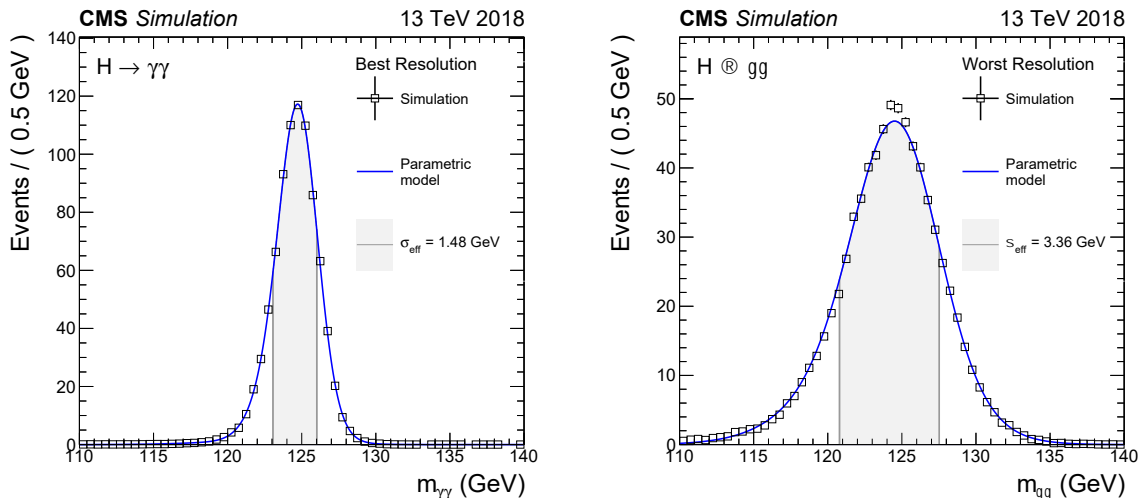 CMS Simulation 13 TeV 2018
Events / ( 0.5 GeV )
140
120
100
80
60
40
20
0
H → γγ
Best Resolution
Simulation
Parametric
model
σeff = 1.48 GeV
110 115 120 125 130 135 140
mγγ (GeV)
CMS Simulation 13 TeV 2018
Events / ( 0.5 GeV )
50
40
30
20
10
0
H ® gg
Worst Resolution
Simulation
Parametric
model
seff = 3.36 GeV
110 115 120 125 130 135 140
mgg (GeV)